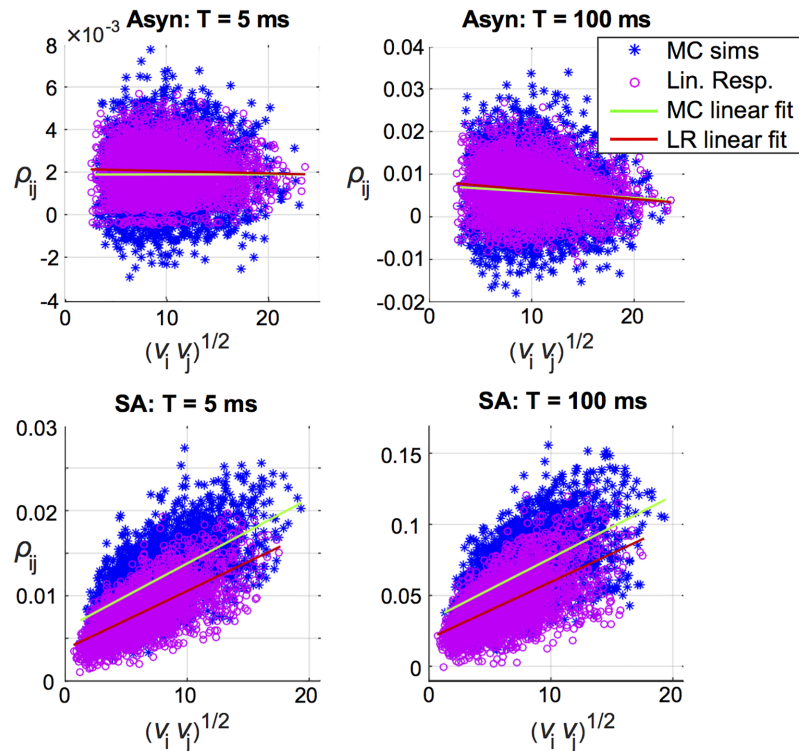 Asyn: T = 5 ms
×10⁻³
8
6
4
2
0
-2
-4
ρij
0
10
20
(νi νj)1/2
Asyn: T = 100 ms
0.04
0.03
0.02
0.01
0
-0.01
-0.02
ρij
0
10
20
(νi νj)1/2
MC sims
Lin. Resp.
MC linear fit
LR linear fit
SA: T = 5 ms
0.03
0.02
0.01
0
ρij
0
10
20
(νi νj)1/2
SA: T = 100 ms
0.15
0.1
0.05
0
ρij
0
10
20
(νi νj)1/2